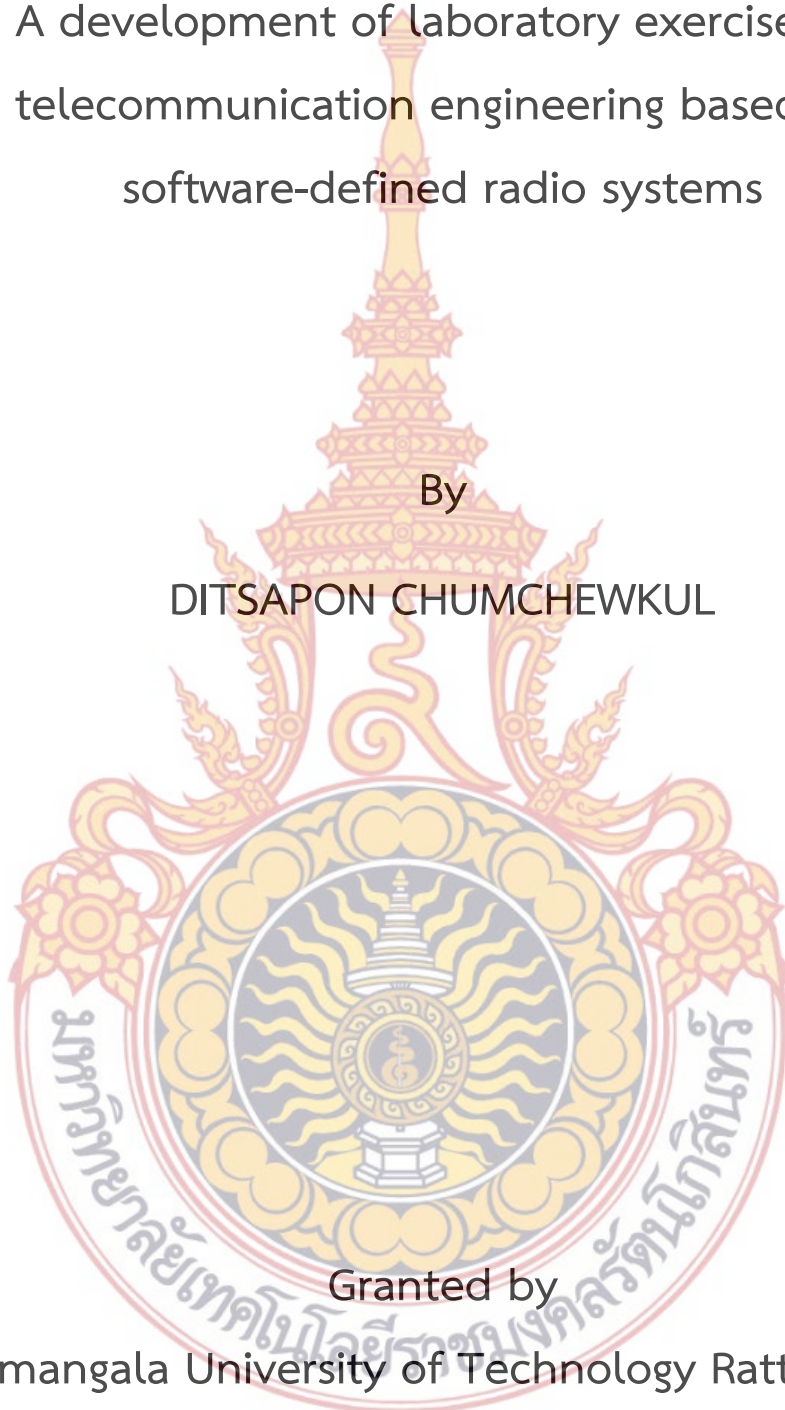 A development of laboratory exercise
telecommunication engineering based
software-defined radio systems
By
DITSAPON CHUMCHEWKUL
มหาวิทยาลัยเทคโนโลยีราชมงคลรัตนโกสินทร์
Granted by
mangala University of Technology Ratt